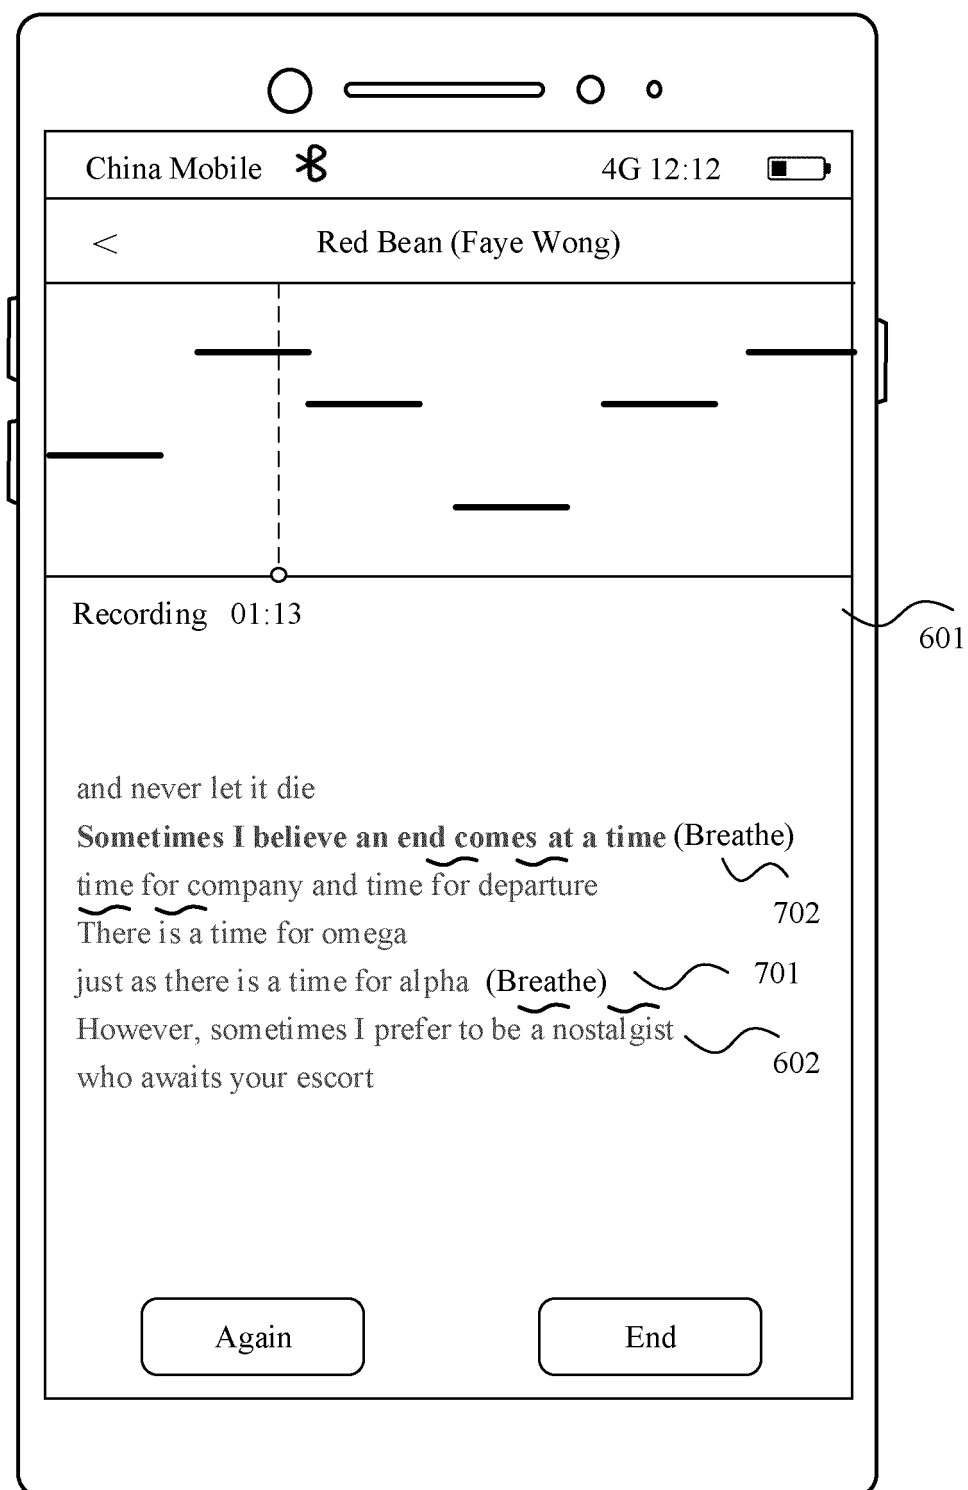 China Mobile 4G 12:12
< Red Bean (Faye Wong)
Recording 01:13
601
and never let it die
Sometimes I believe an end comes at a time (Breathe)
702
time for company and time for departure
There is a time for omega
just as there is a time for alpha (Breathe) 701
However, sometimes I prefer to be a nostalgist
602
who awaits your escort
Again End